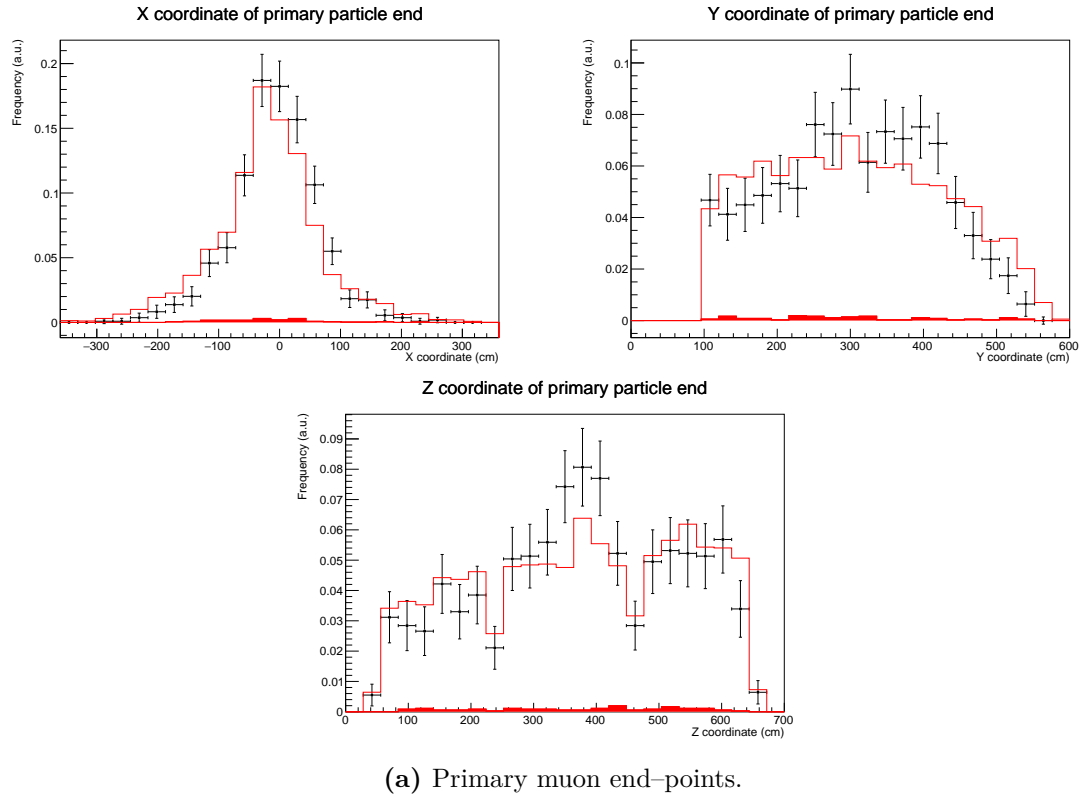 X coordinate of primary particle end
Frequency (a.u.)
0.2
0.15
0.1
0.05
0
−300 −200 −100 0 100 200 300
X coordinate (cm)
Y coordinate of primary particle end
Frequency (a.u.)
0.1
0.08
0.06
0.04
0.02
0
0 100 200 300 400 500 600
Y coordinate (cm)
Z coordinate of primary particle end
Frequency (a.u.)
0.09
0.08
0.07
0.06
0.05
0.04
0.03
0.02
0.01
0
0 100 200 300 400 500 600 700
Z coordinate (cm)
(a) Primary muon end–points.